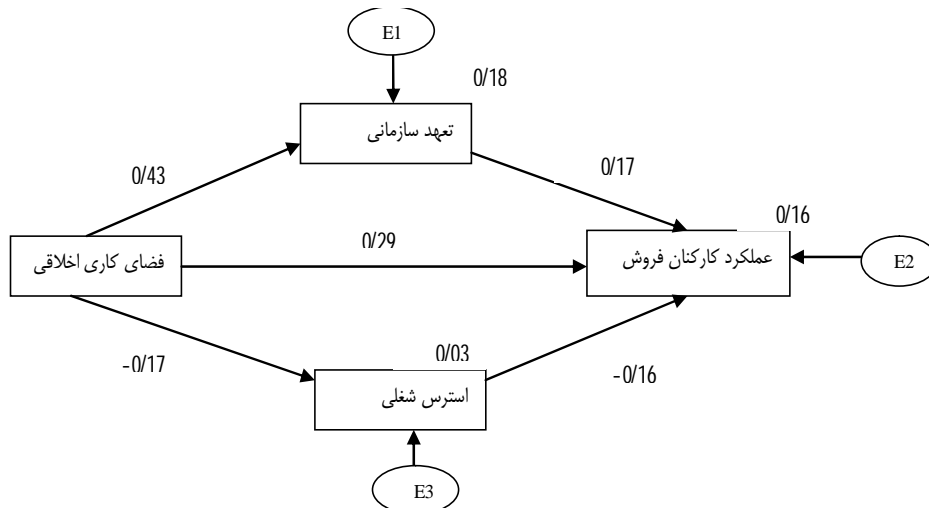 E1
0/18
تعهد سازمانی
0/43
0/17
0/16
0/29
فضای کاری اخلاقی
عملکرد کارکنان فروش
E2
-0/17
0/03
-0/16
استرس شغلی
E3